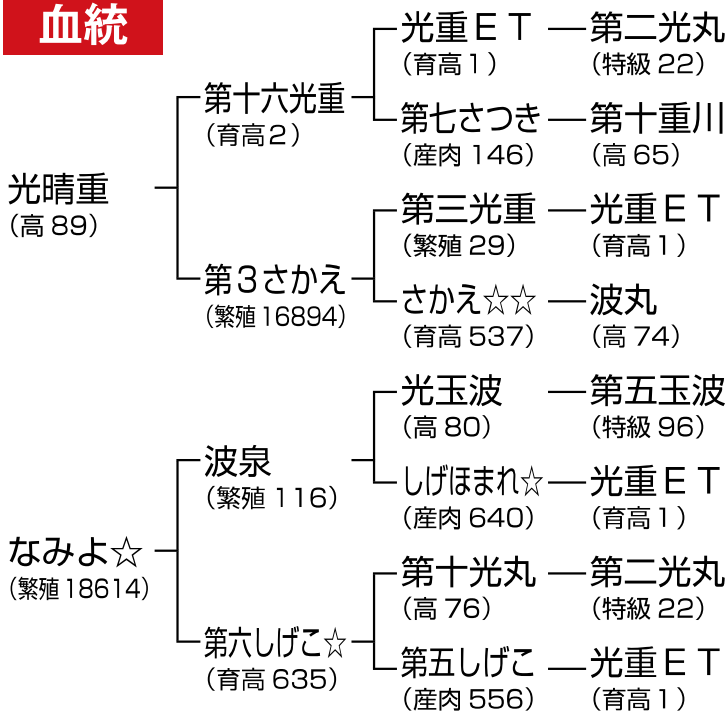 血統
光晴重
（高 89）
第十六光重
（育高２）
光重ＥＴ
（育高１）
第二光丸
（特級 22）
第七さつき
（産肉 146）
第十重川
（高 65）
第３さかえ
（繁殖 16894）
第三光重
（繁殖 29）
光重ＥＴ
（育高１）
さかえ☆☆
（育高 537）
波丸
（高 74）
なみよ☆
（繁殖 18614）
波泉
（繁殖 116）
光玉波
（高 80）
第五玉波
（特級 96）
しげほまれ☆
（産肉 640）
光重ＥＴ
（育高１）
第六しげこ☆
（育高 635）
第十光丸
（高 76）
第二光丸
（特級 22）
第五しげこ
（産肉 556）
光重ＥＴ
（育高１）